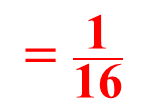 = 1/16